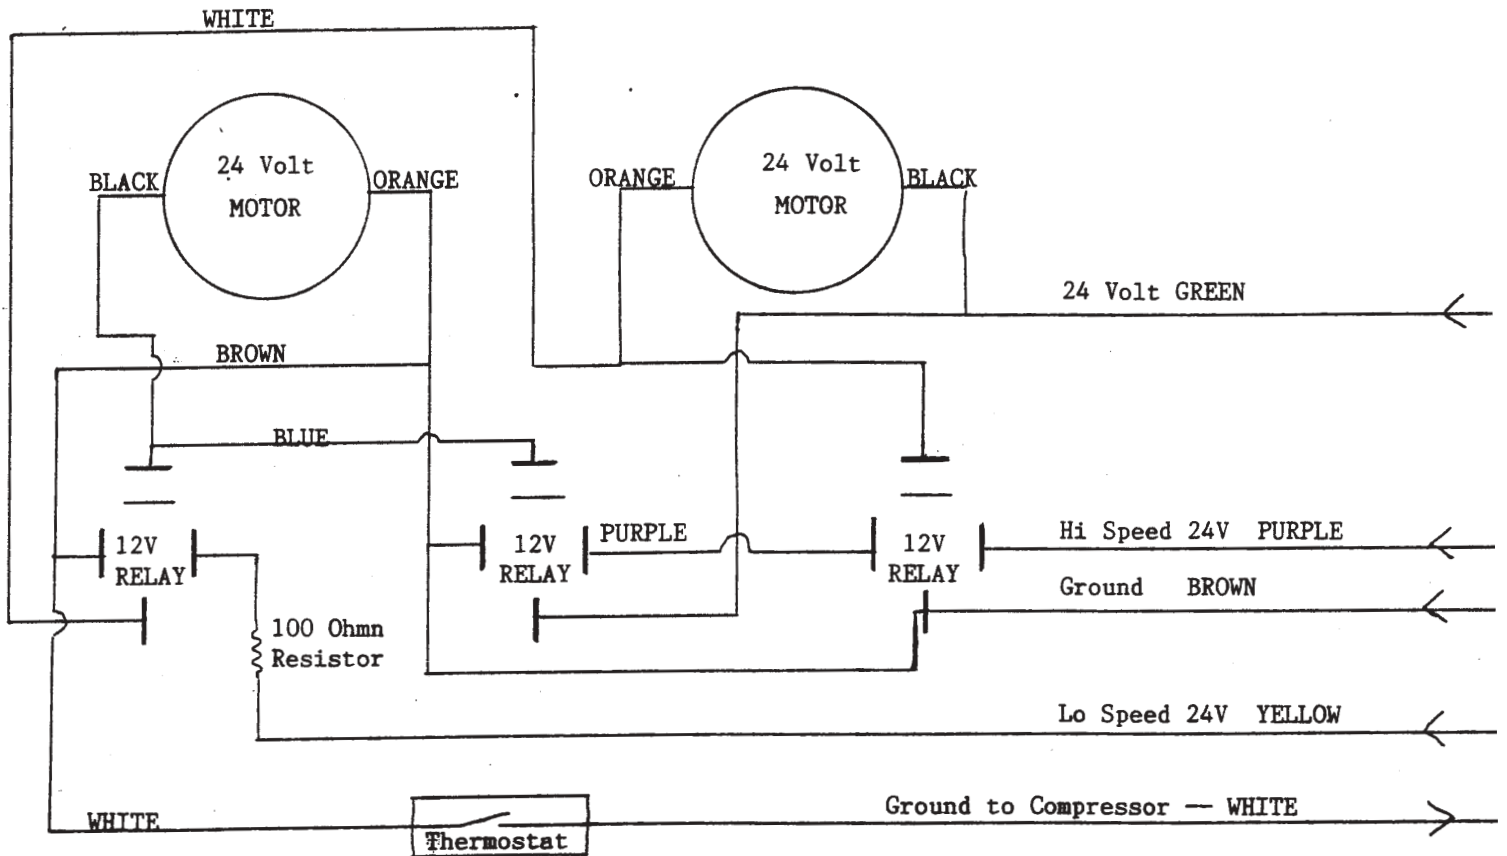 WHITE
24 Volt
MOTOR
BLACK
ORANGE
ORANGE
24 Volt
MOTOR
BLACK
24 Volt GREEN
BROWN
BLUE
12V
RELAY
12V
RELAY
PURPLE
12V
RELAY
Hi Speed 24V PURPLE
Ground BROWN
100 Ohmn
Resistor
Lo Speed 24V YELLOW
WHITE
Thermostat
Ground to Compressor — WHITE